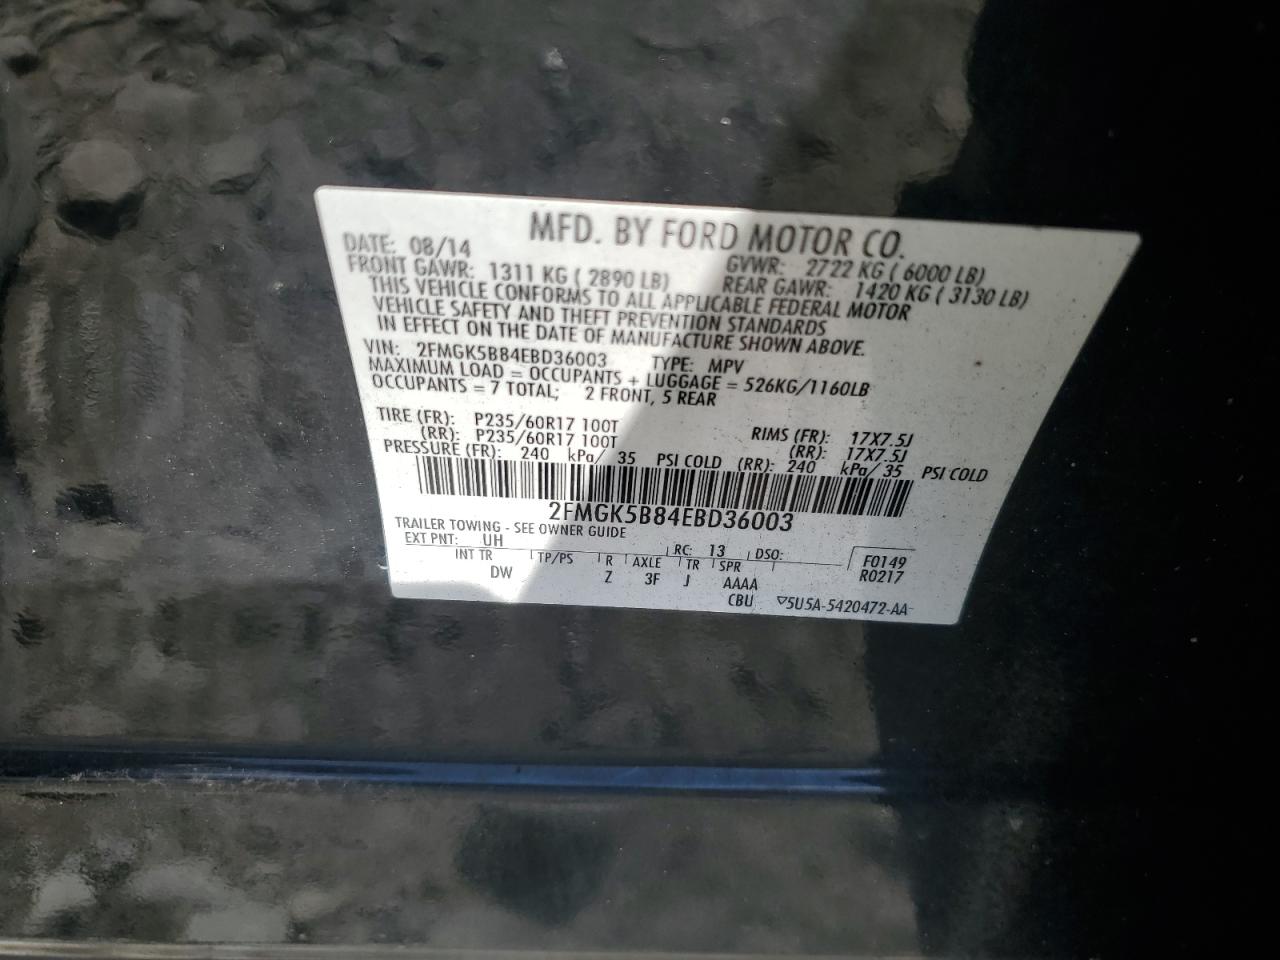 MFD. BY FORD MOTOR CO.
DATE: 08/14 GVWR: 2722 KG ( 6000 LB)
FRONT GAWR: 1311 KG ( 2890 LB) REAR GAWR: 1420 KG ( 3130 LB)
THIS VEHICLE CONFORMS TO ALL APPLICABLE FEDERAL MOTOR
VEHICLE SAFETY AND THEFT PREVENTION STANDARDS
IN EFFECT ON THE DATE OF MANUFACTURE SHOWN ABOVE.
VIN: 2FMGK5B84EBD36003 TYPE: MPV
MAXIMUM LOAD = OCCUPANTS + LUGGAGE = 526KG/1160LB
OCCUPANTS = 7 TOTAL; 2 FRONT, 5 REAR
TIRE (FR): P235/60R17 100T RIMS (FR): 17X7.5J
(RR): P235/60R17 100T (RR): 17X7.5J
PRESSURE (FR): 240 kPa/ 35 PSI COLD (RR): 240 kPa/ 35 PSI COLD
2FMGK5B84EBD36003
TRAILER TOWING - SEE OWNER GUIDE
EXT PNT: UH RC: 13 DSO: F0149
INT TR TP/PS R AXLE TR SPR R0217
DW Z 3F J AAAA
CBU ▽5U5A-5420472-AA